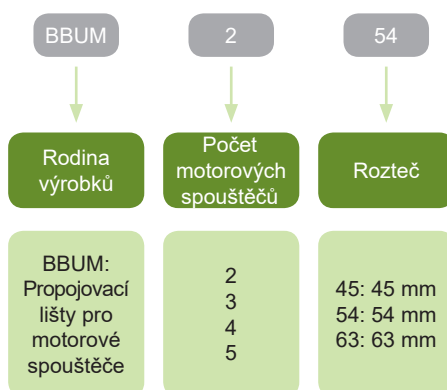 BBUM
2
54
Rodina
výrobků
Počet
motorových
spouštěčů
Rozteč
BBUM:
Propojovací
lišty pro
motorové
spouštěče
2
3
4
5
45: 45 mm
54: 54 mm
63: 63 mm